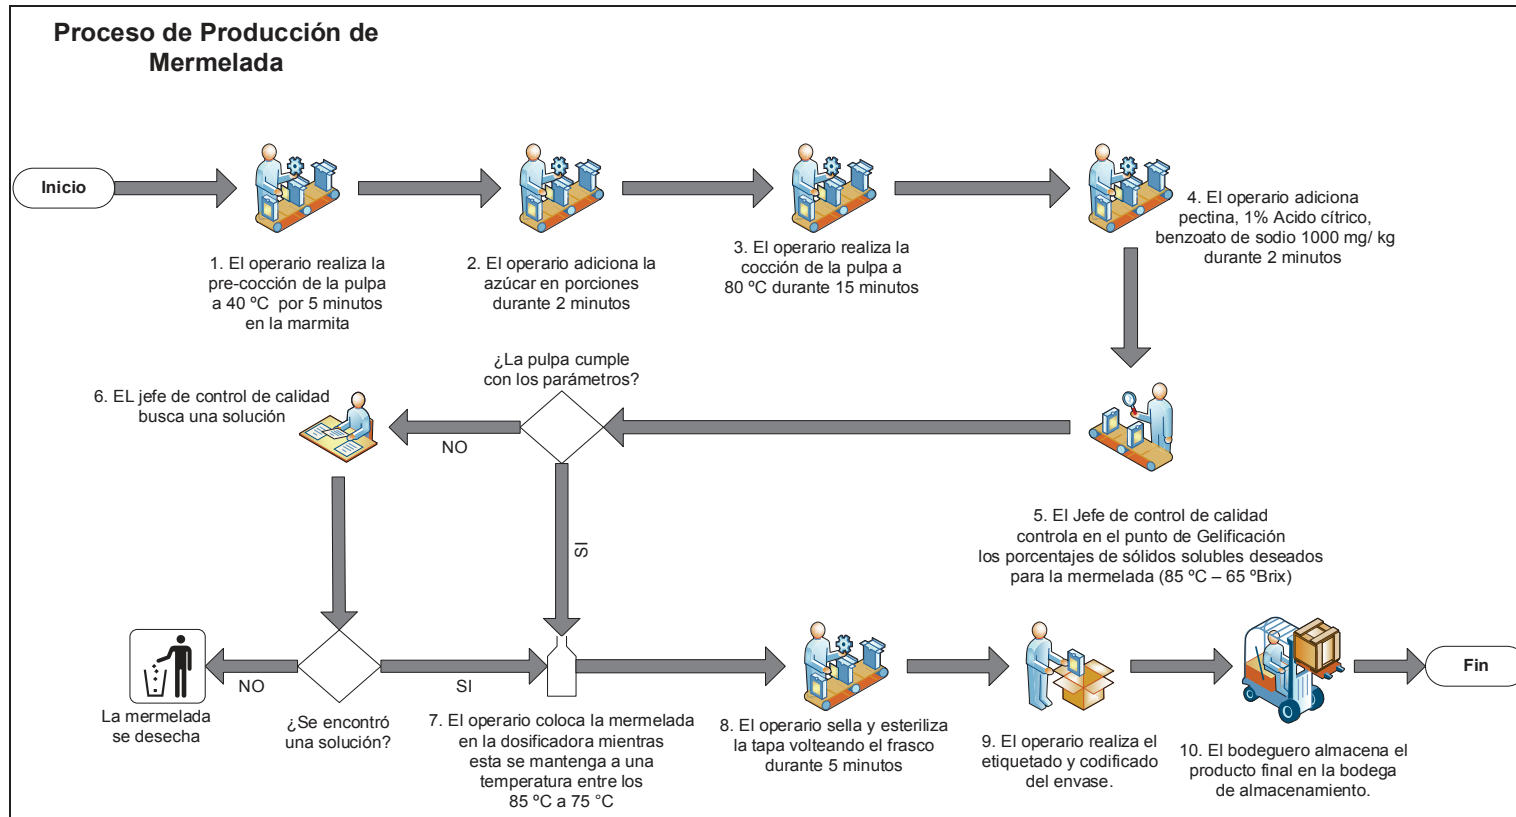 Proceso de Producción de
Mermelada
Inicio
1. El operario realiza la
pre-cocción de la pulpa
a 40 ºC por 5 minutos
en la marmita
2. El operario adiciona la
azúcar en porciones
durante 2 minutos
3. El operario realiza la
cocción de la pulpa a
80 ºC durante 15 minutos
4. El operario adiciona
pectina, 1% Acido cítrico,
benzoato de sodio 1000 mg/ kg
durante 2 minutos
5. El Jefe de control de calidad
controla en el punto de Gelificación
los porcentajes de sólidos solubles deseados
para la mermelada (85 ºC – 65 ºBrix)
¿La pulpa cumple
con los parámetros?
NO
SI
6. EL jefe de control de calidad
busca una solución
¿Se encontró
una solución?
NO
SI
La mermelada
se desecha
7. El operario coloca la mermelada
en la dosificadora mientras
esta se mantenga a una
temperatura entre los
85 ºC a 75 °C
8. El operario sella y esteriliza
la tapa volteando el frasco
durante 5 minutos
9. El operario realiza el
etiquetado y codificado
del envase.
10. El bodeguero almacena el
producto final en la bodega
de almacenamiento.
Fin